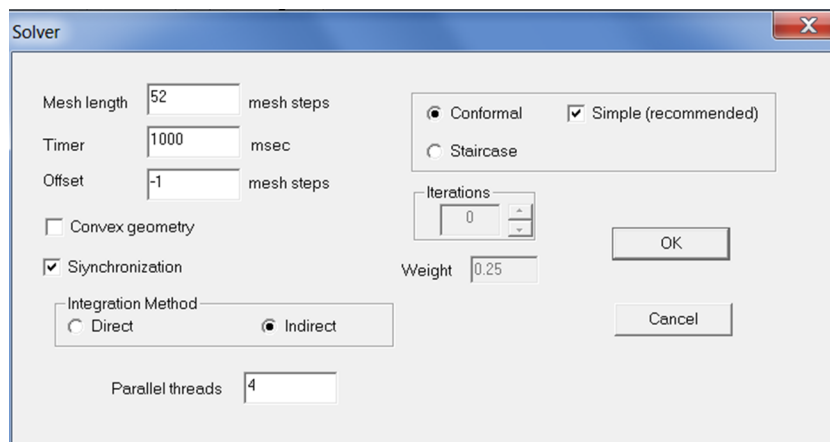 Solver
Mesh length 52 mesh steps
Timer 1000 msec
Offset -1 mesh steps
Convex geometry
Siynchronization
Integration Method
Direct Indirect
Parallel threads 4
Conformal Simple (recommended)
Staircase
Iterations
0
Weight 0.25
OK
Cancel